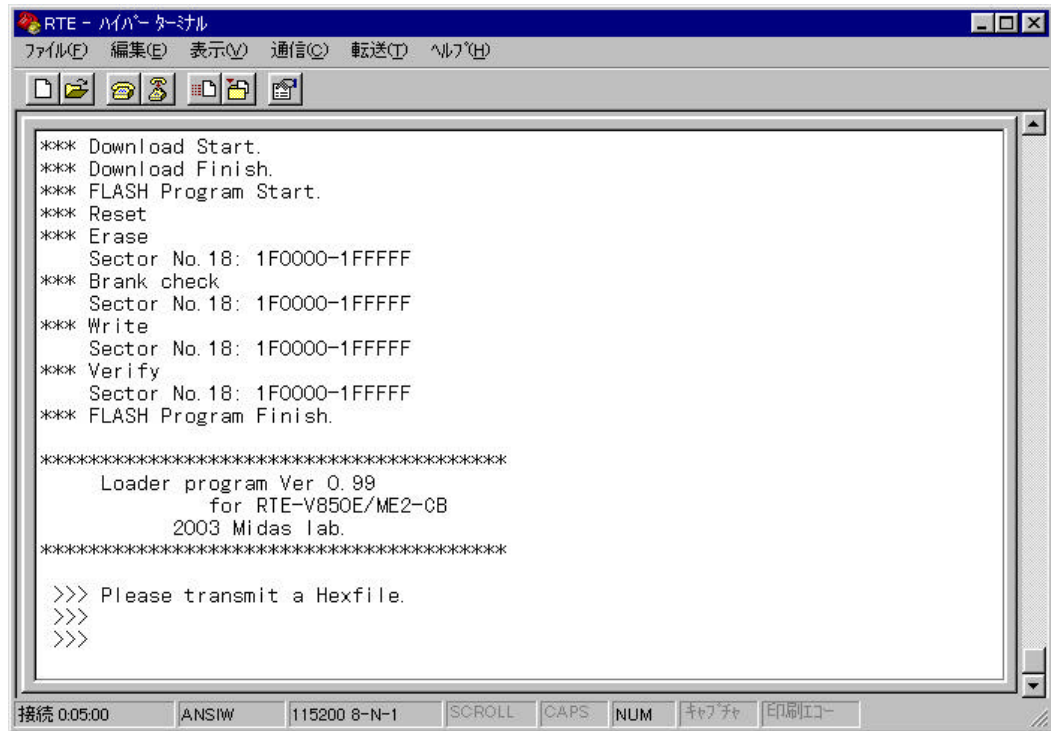 RTE - ﾊｲﾊﾟｰ ﾀｰﾐﾅﾙ
ﾌｧｲﾙ(F) 編集(E) 表示(V) 通信(C) 転送(T) ﾍﾙﾌﾟ(H)
*** Download Start.
*** Download Finish.
*** FLASH Program Start.
*** Reset
*** Erase
Sector No.18: 1F0000-1FFFFF
*** Brank check
Sector No.18: 1F0000-1FFFFF
*** Write
Sector No.18: 1F0000-1FFFFF
*** Verify
Sector No.18: 1F0000-1FFFFF
*** FLASH Program Finish.
***************************************
Loader program Ver 0.99
for RTE-V850E/ME2-CB
2003 Midas lab.
***************************************
>>> Please transmit a Hexfile.
>>>
>>>
接続 0:05:00 ANSIW 115200 8-N-1 SCROLL CAPS NUM ｷｬﾌﾟﾁｬ 印刷ｴｺｰ